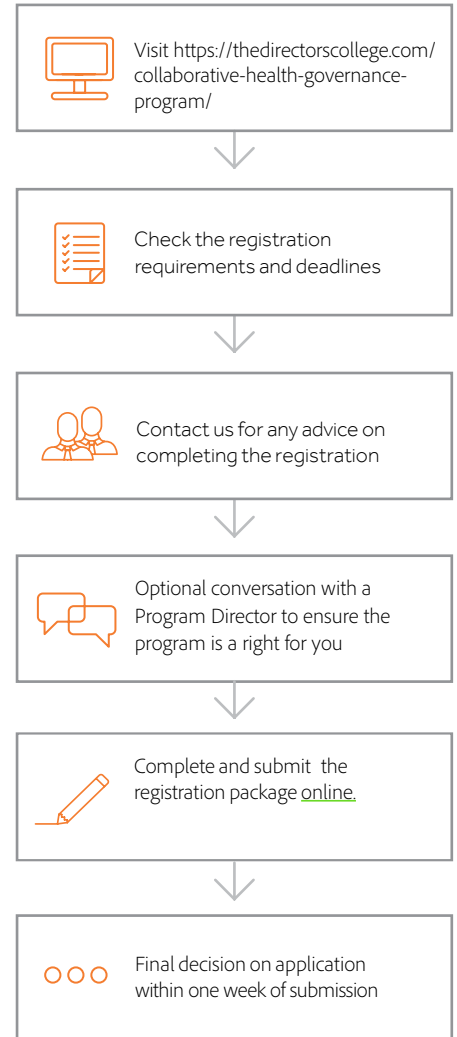 Visit https://thedirectorscollege.com/
collaborative-health-governance-
program/
Check the registration
requirements and deadlines
Contact us for any advice on
completing the registration
Optional conversation with a
Program Director to ensure the
program is a right for you
Complete and submit the
registration package online.
Final decision on application
within one week of submission